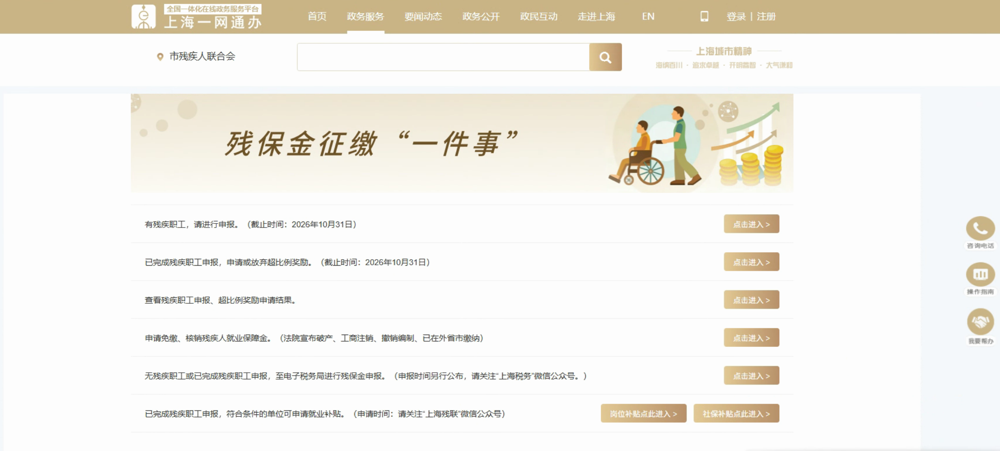 全国一体化在线政务服务平台
上海一网通办
首页 政务服务 要闻动态 政务公开 政民互动 走进上海 EN 登录 | 注册
市残疾人联合会
上海城市精神
海纳百川 · 追求卓越 · 开明睿智 · 大气谦和
残保金征缴“一件事”
有残疾职工，请进行申报。（截止时间：2026年10月31日） 点击进入 >
已完成残疾职工申报，申请或放弃超比例奖励。（截止时间：2026年10月31日） 点击进入 >
查看残疾职工申报、超比例奖励申请结果。 点击进入 >
申请免缴、核销残疾人就业保障金。（法院宣布破产、工商注销、撤销编制、已在外省市缴纳） 点击进入 >
无残疾职工或已完成残疾职工申报，至电子税务局进行残保金申报。（申报时间另行公布，请关注“上海税务”微信公众号。） 点击进入 >
已完成残疾职工申报，符合条件的单位可申请就业补贴。（申请时间：请关注“上海残联”微信公众号） 岗位补贴点此进入 > 社保补贴点此进入 >
咨询电话
操作指南
我要帮办